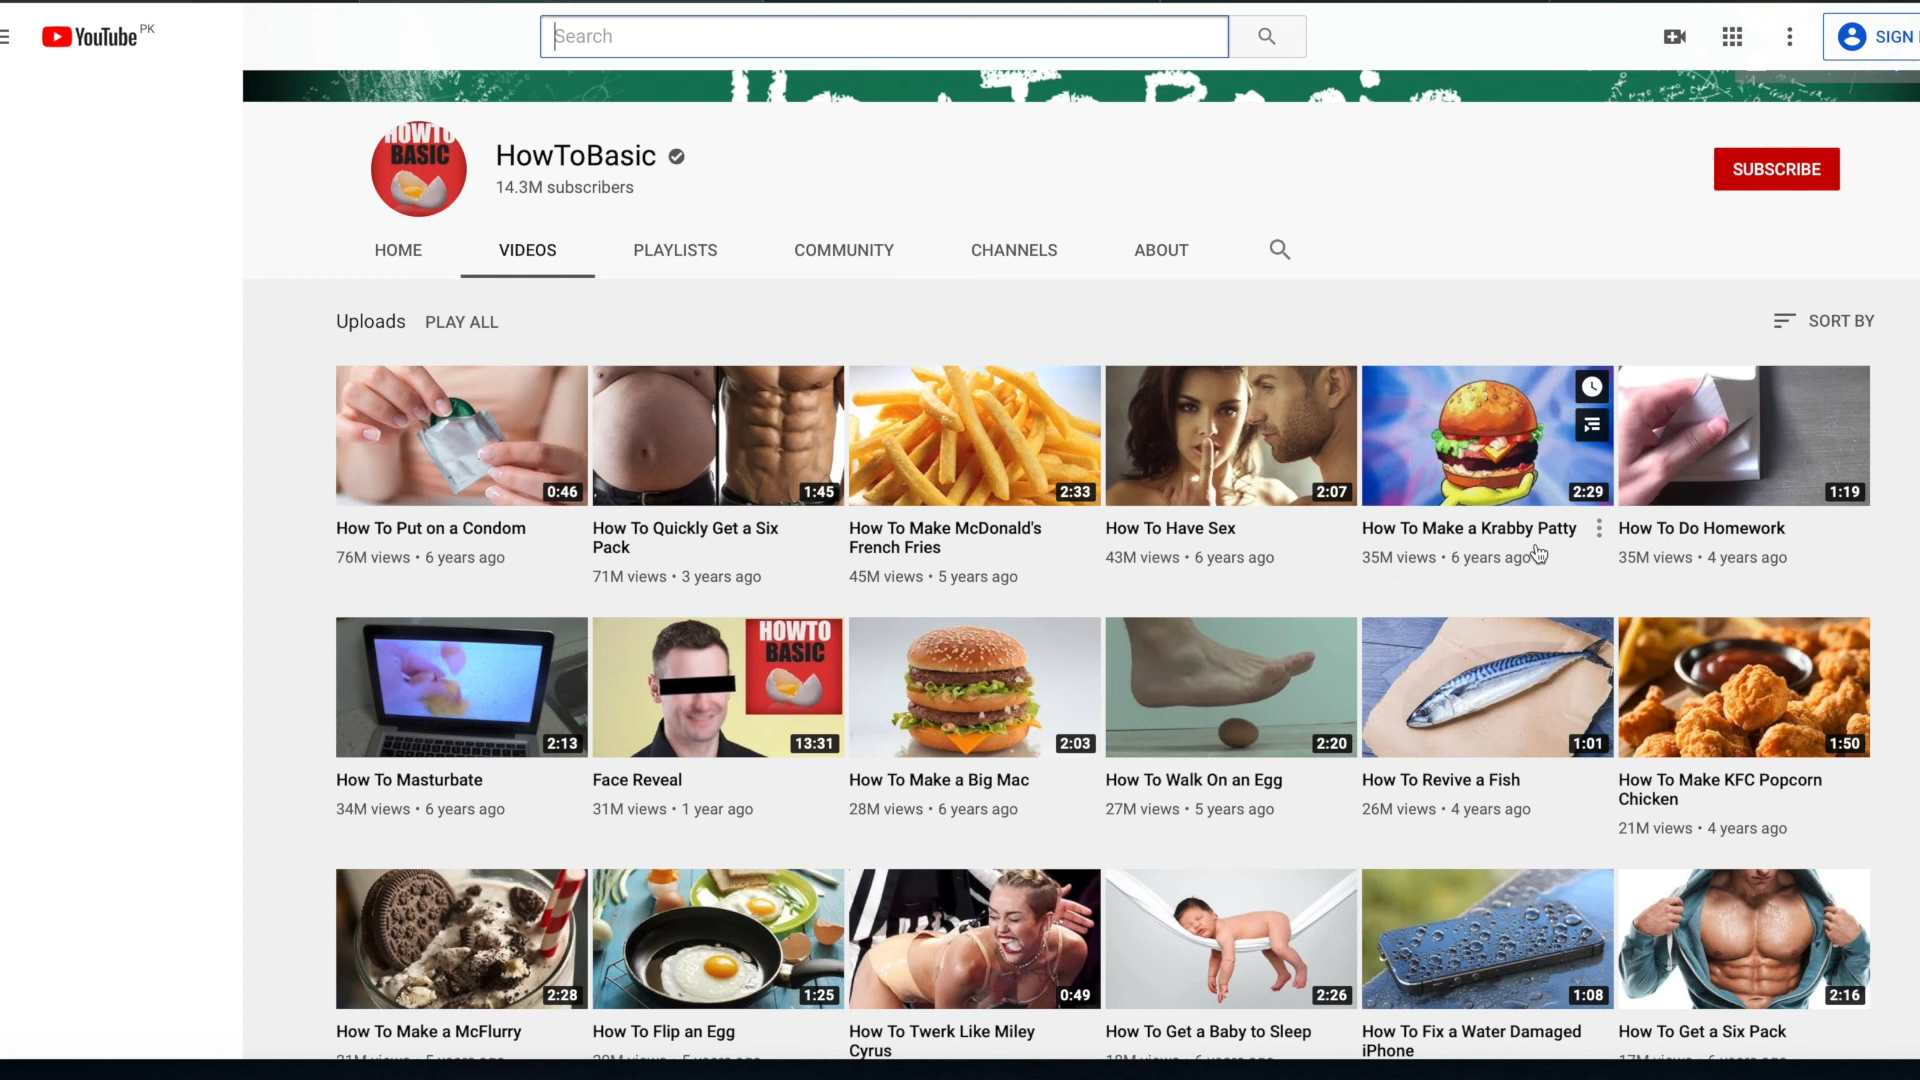 YouTube PK
Search
SIGN
HOWTO
BASIC
HowToBasic
14.3M subscribers
SUBSCRIBE
HOME
VIDEOS
PLAYLISTS
COMMUNITY
CHANNELS
ABOUT
Uploads
PLAY ALL
SORT BY
0:46
1:45
2:33
2:07
2:29
1:19
How To Put on a Condom
76M views • 6 years ago
How To Quickly Get a Six
Pack
71M views • 3 years ago
How To Make McDonald's
French Fries
45M views • 5 years ago
How To Have Sex
43M views • 6 years ago
How To Make a Krabby Patty
35M views • 6 years ago
How To Do Homework
35M views • 4 years ago
HOWTO
BASIC
2:13
13:31
2:03
2:20
1:01
1:50
How To Masturbate
34M views • 6 years ago
Face Reveal
31M views • 1 year ago
How To Make a Big Mac
28M views • 6 years ago
How To Walk On an Egg
27M views • 5 years ago
How To Revive a Fish
26M views • 4 years ago
How To Make KFC Popcorn
Chicken
21M views • 4 years ago
2:28
1:25
0:49
2:26
1:08
2:16
How To Make a McFlurry
How To Flip an Egg
How To Twerk Like Miley
Cyrus
How To Get a Baby to Sleep
How To Fix a Water Damaged
iPhone
How To Get a Six Pack